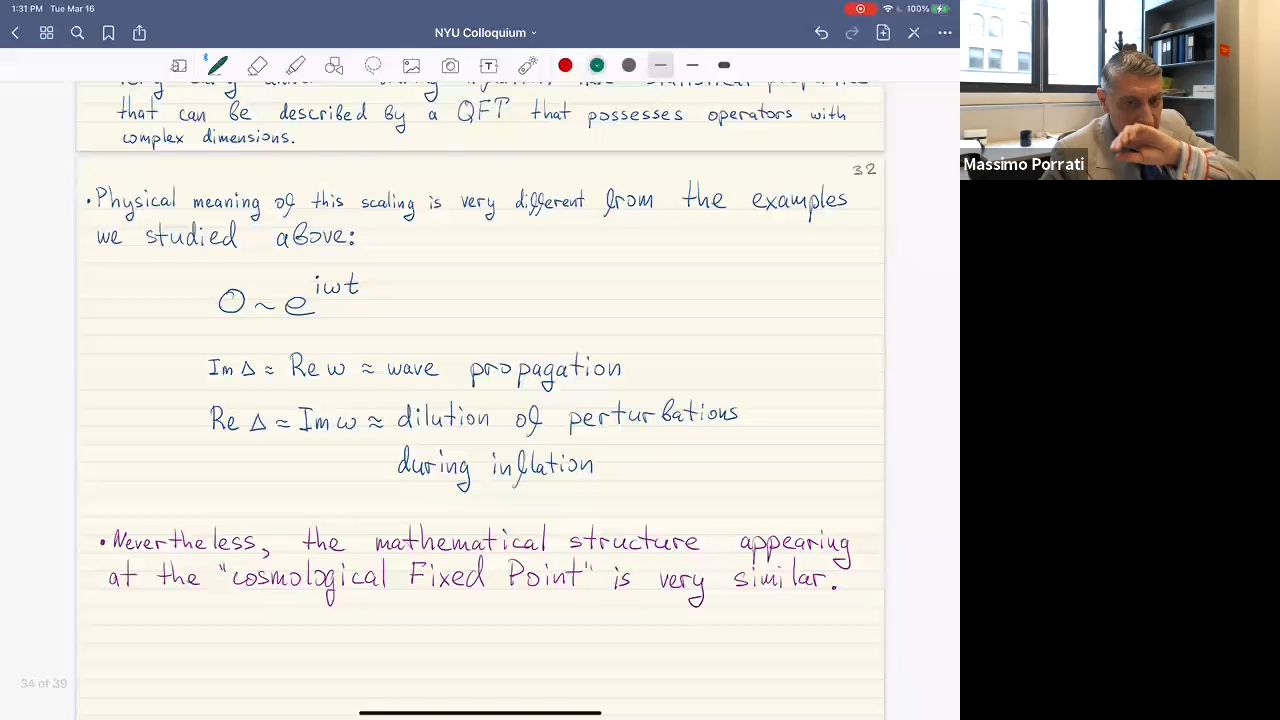 1:31 PM Tue Mar 16
100%
NYU Colloquium
that can be described by a QFT that possesses operators with
complex dimensions.
32
• Physical meaning of this scaling is very different from the examples
we studied above:
O ~ e^{iωt}
Im Δ ≈ Re ω ≈ wave propagation
Re Δ ≈ Im ω ≈ dilution of perturbations
during inflation
• Nevertheless, the mathematical structure appearing
at the "cosmological Fixed Point" is very similar.
34 of 39
Massimo Porrati